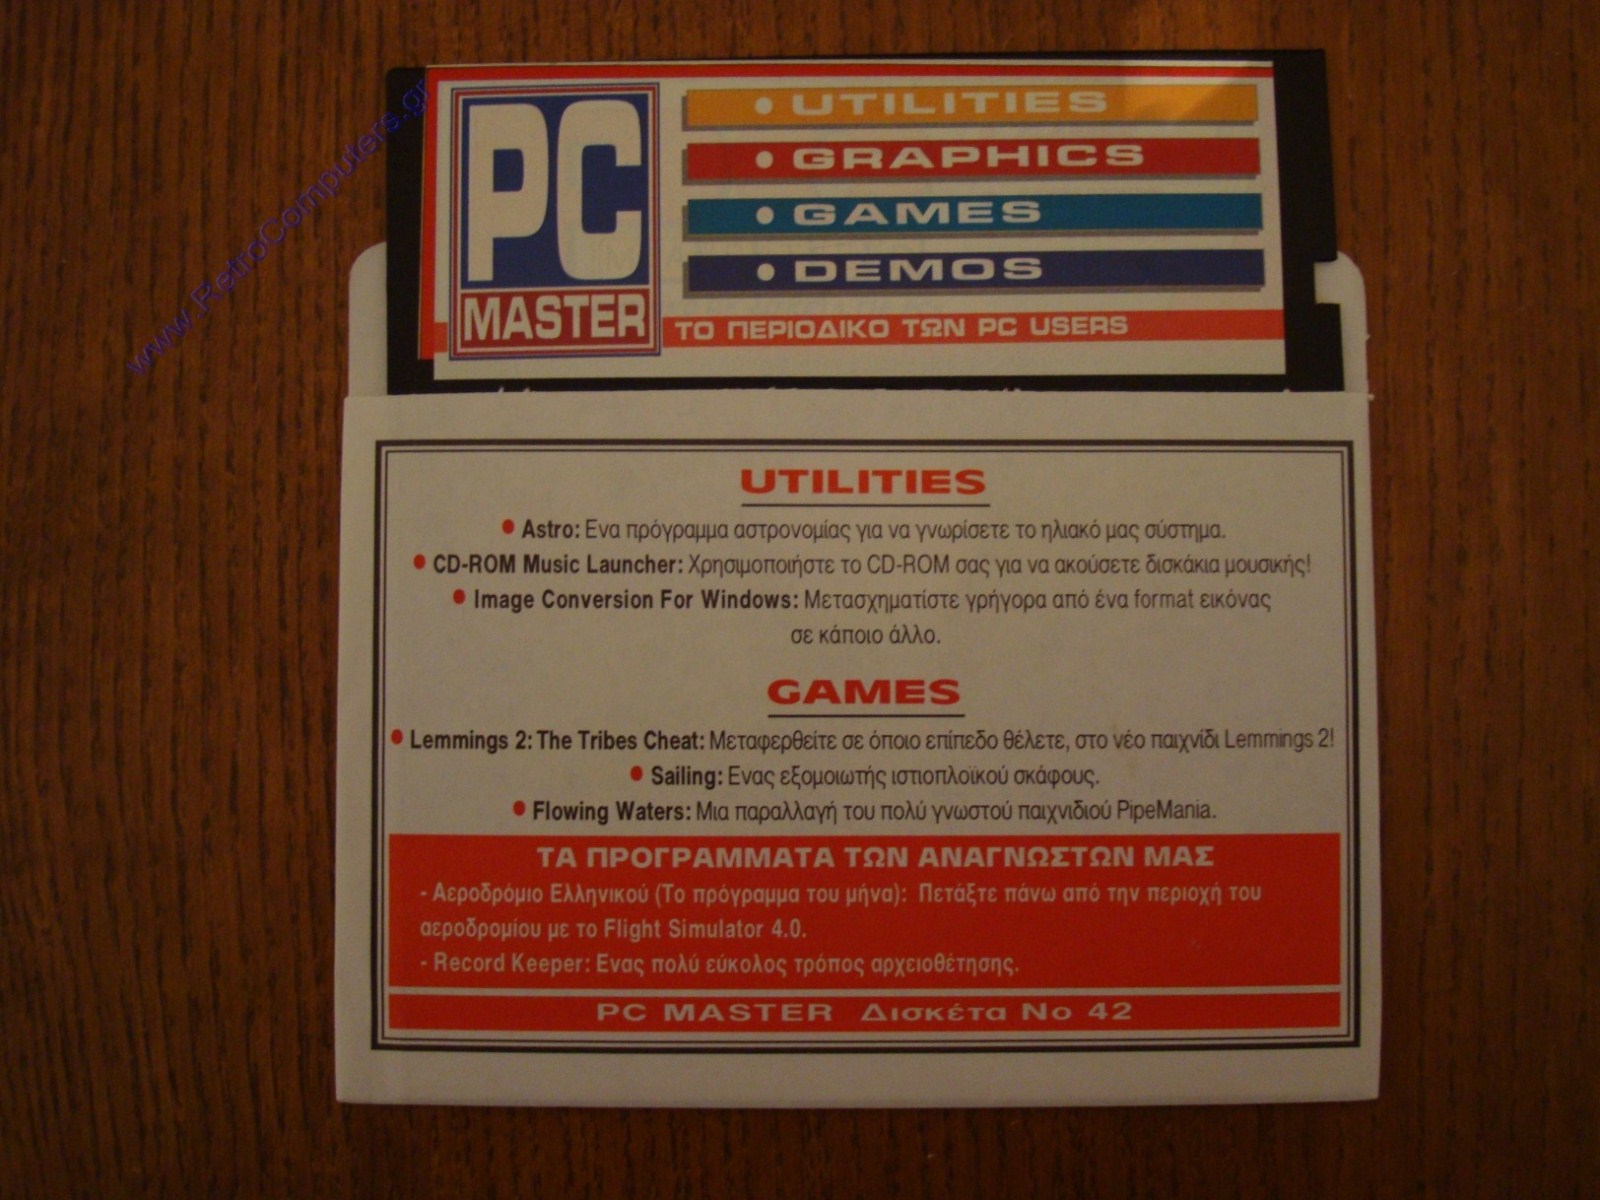 www.RetroComputers.gr
PC
MASTER
• UTILITIES
• GRAPHICS
• GAMES
• DEMOS
ΤΟ ΠΕΡΙΟΔΙΚΟ ΤΩΝ PC USERS
UTILITIES
• Astro: Ενα πρόγραμμα αστρονομίας για να γνωρίσετε το ηλιακό μας σύστημα.
• CD-ROM Music Launcher: Χρησιμοποιήστε το CD-ROM σας για να ακούσετε δισκάκια μουσικής!
• Image Conversion For Windows: Μετασχηματίστε γρήγορα από ένα format εικόνας
σε κάποιο άλλο.
GAMES
• Lemmings 2: The Tribes Cheat: Μεταφερθείτε σε όποιο επίπεδο θέλετε, στο νέο παιχνίδι Lemmings 2!
• Sailing: Ενας εξομοιωτής ιστιοπλοϊκού σκάφους.
• Flowing Waters: Μια παραλλαγή του πολύ γνωστού παιχνιδιού PipeMania.
ΤΑ ΠΡΟΓΡΑΜΜΑΤΑ ΤΩΝ ΑΝΑΓΝΩΣΤΩΝ ΜΑΣ
- Αεροδρόμιο Ελληνικού (Το πρόγραμμα του μήνα): Πετάξτε πάνω από την περιοχή του
αεροδρομίου με το Flight Simulator 4.0.
- Record Keeper: Ενας πολύ εύκολος τρόπος αρχειοθέτησης.
PC MASTER Δισκέτα Νο 42